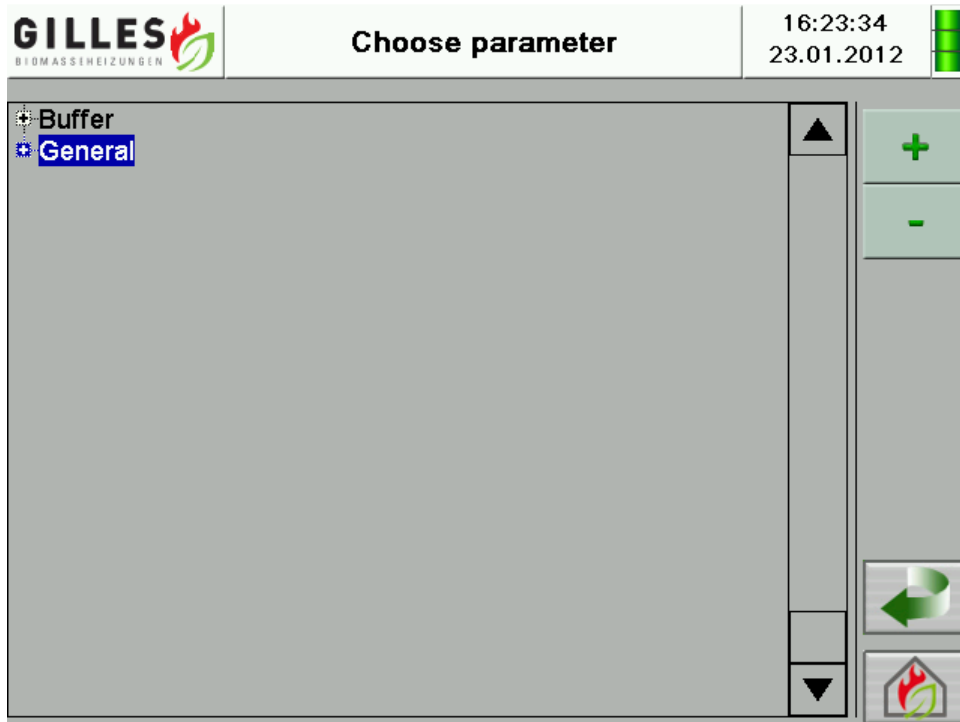 GILLES
BIOMASSEHEIZUNGEN
Choose parameter
16:23:34
23.01.2012
Buffer
General
+
-